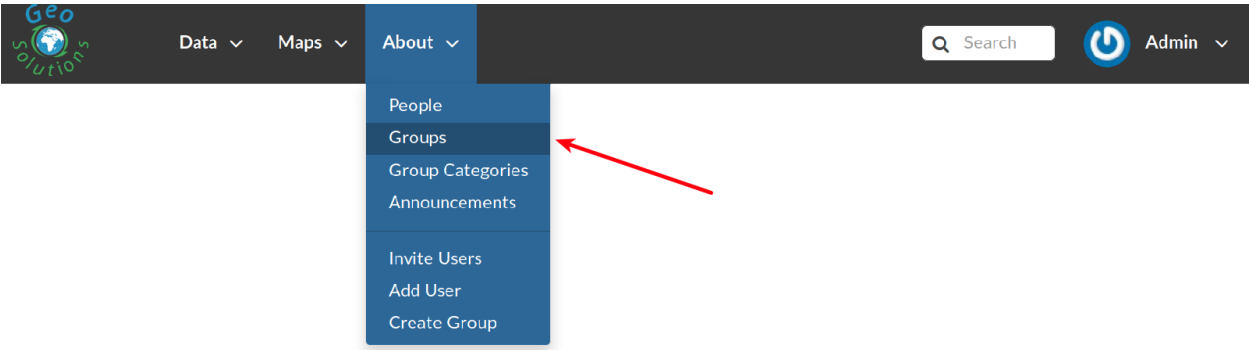 Geo
Solutions
Data Maps About Search Admin
People
Groups
Group Categories
Announcements
Invite Users
Add User
Create Group